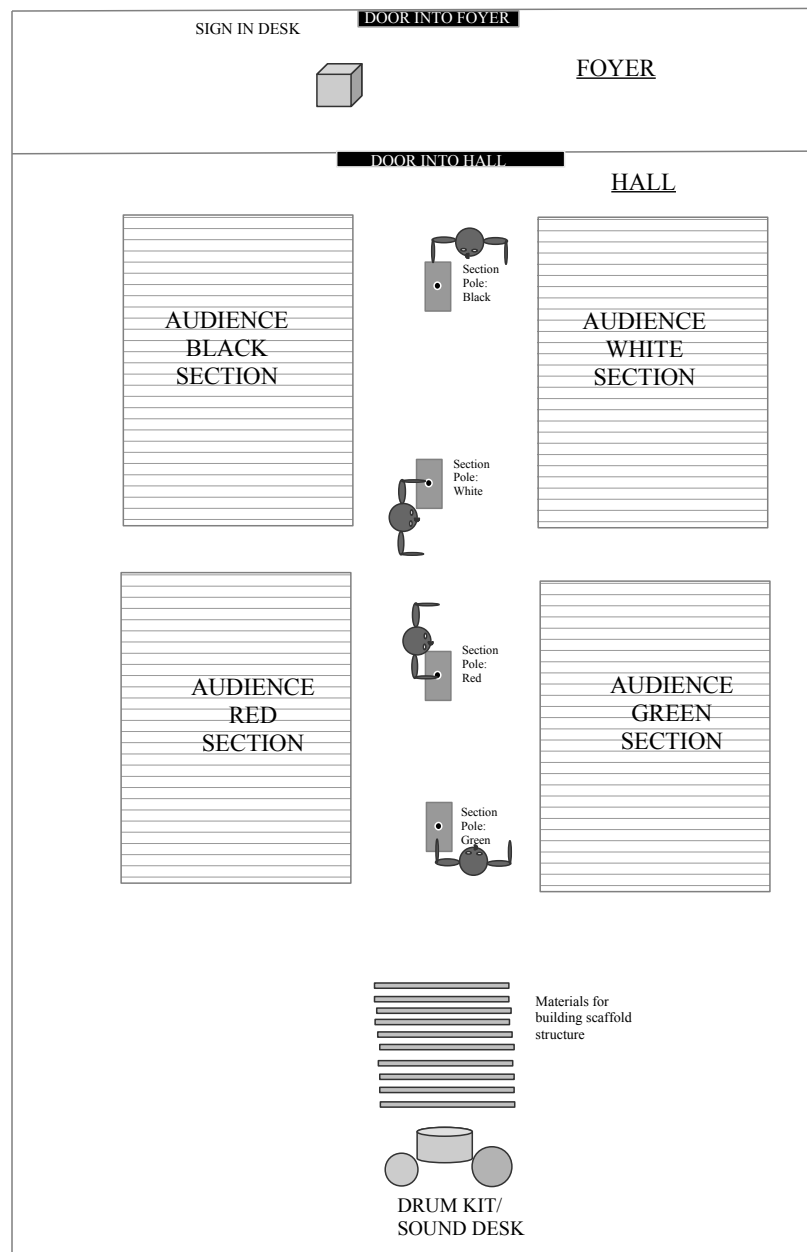 DOOR INTO FOYER
SIGN IN DESK
FOYER
DOOR INTO HALL
HALL
Section
Pole:
Black
AUDIENCE
BLACK
SECTION
AUDIENCE
WHITE
SECTION
Section
Pole:
White
Section
Pole:
Red
AUDIENCE
RED
SECTION
AUDIENCE
GREEN
SECTION
Section
Pole:
Green
Materials for
building scaffold
structure
DRUM KIT/
SOUND DESK